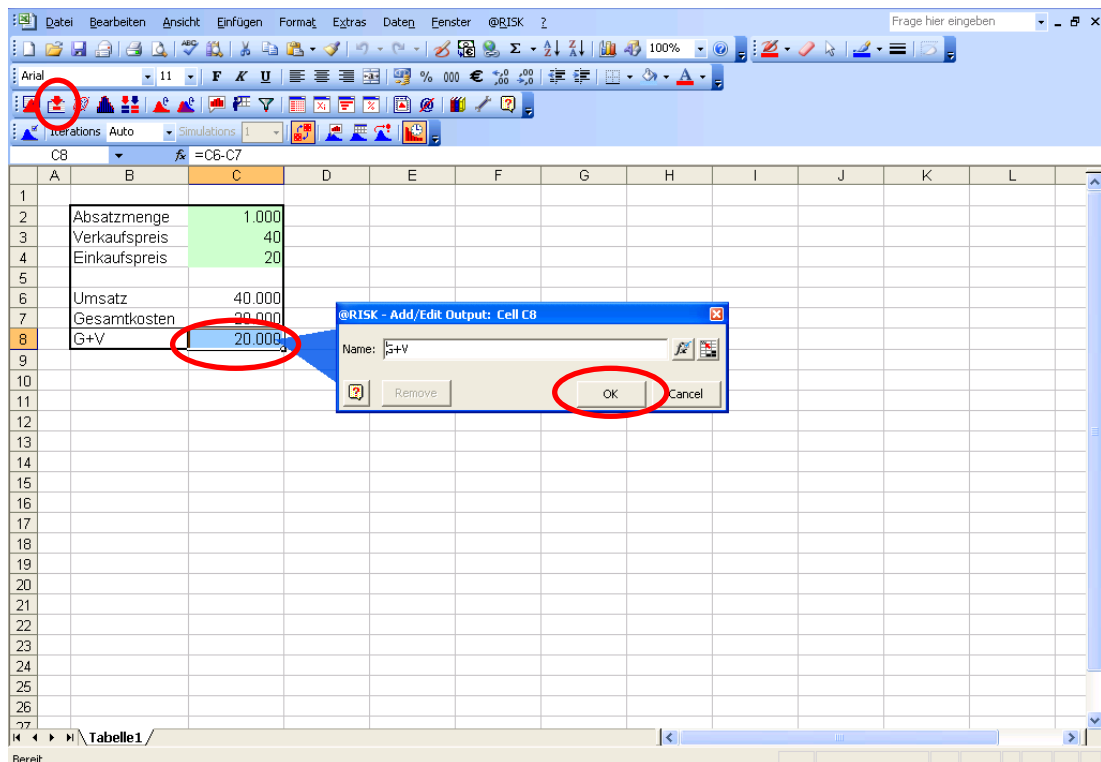 Datei Bearbeiten Ansicht Einfügen Format Extras Daten Fenster @RISK ? Frage hier eingeben
100%
Arial 11 F K U % 000 €
Iterations Auto Simulations 1
C8 fx =C6-C7
A B C D E F G H I J K L
1
2 Absatzmenge 1.000
3 Verkaufspreis 40
4 Einkaufspreis 20
5
6 Umsatz 40.000
7 Gesamtkosten 20.000
@RISK - Add/Edit Output: Cell C8
8 G+V 20.000
Name: G+V
9
10
Remove OK Cancel
11
12
13
14
15
16
17
18
19
20
21
22
23
24
25
26
27
Tabelle1
Bereit